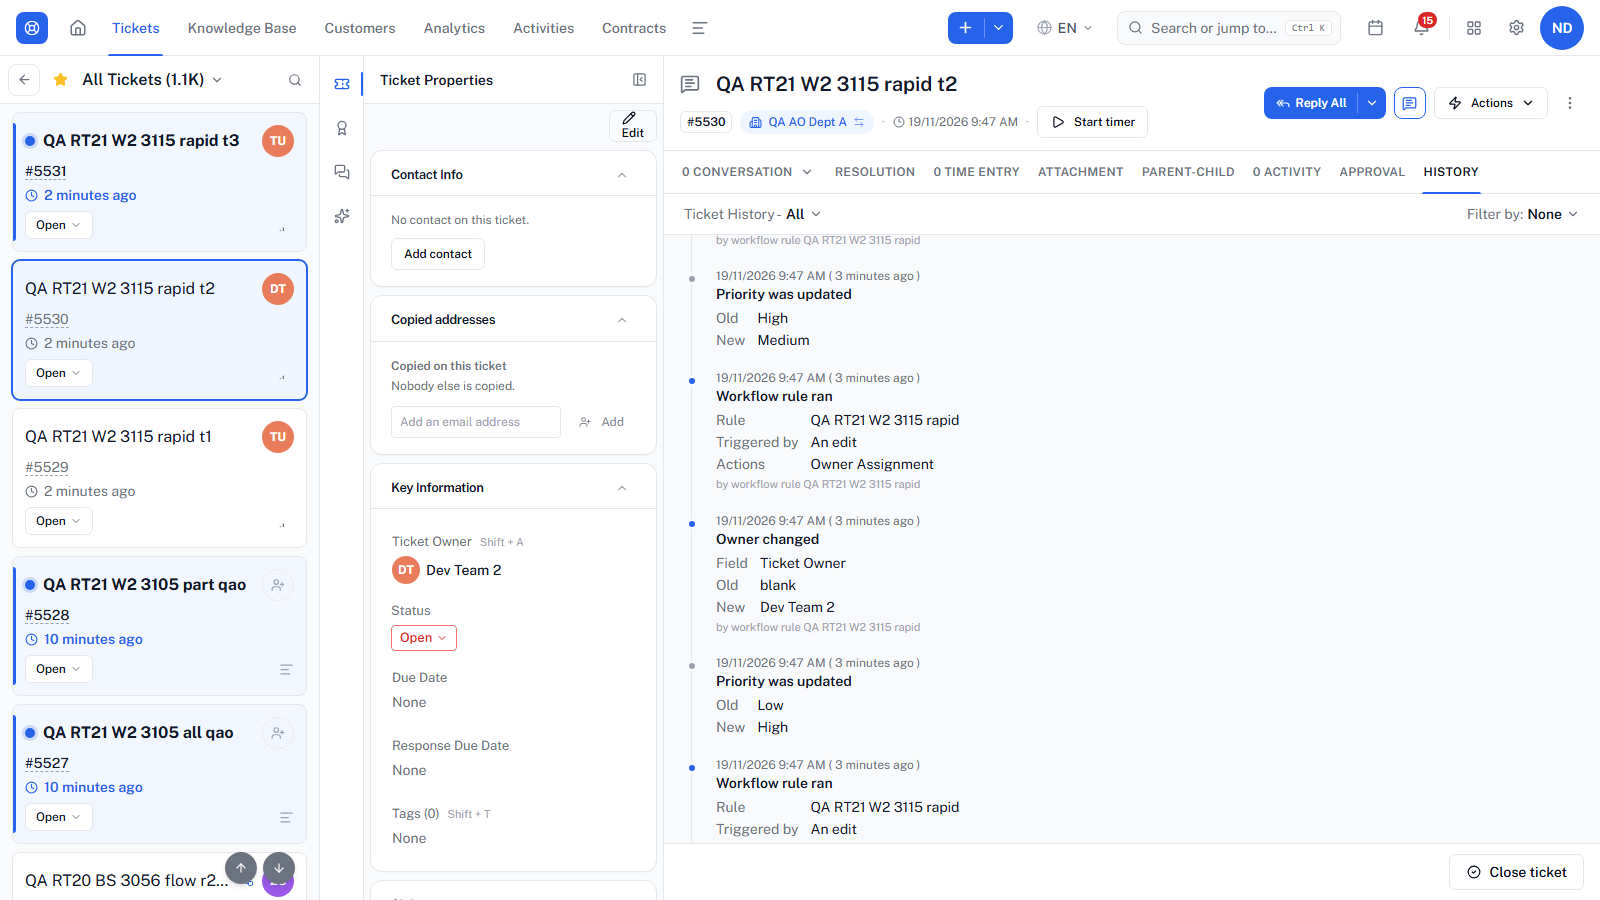 Tickets
Knowledge Base
Customers
Analytics
Activities
Contracts
EN
Search or jump to...
Ctrl K
15
ND
All Tickets (1.1K)
QA RT21 W2 3115 rapid t3
TU
#5531
2 minutes ago
Open
QA RT21 W2 3115 rapid t2
DT
#5530
2 minutes ago
Open
QA RT21 W2 3115 rapid t1
TU
#5529
2 minutes ago
Open
QA RT21 W2 3105 part qao
#5528
10 minutes ago
Open
QA RT21 W2 3105 all qao
#5527
10 minutes ago
Open
QA RT20 BS 3056 flow r2...
Ticket Properties
Edit
Contact Info
No contact on this ticket.
Add contact
Copied addresses
Copied on this ticket
Nobody else is copied.
Add an email address
Add
Key Information
Ticket Owner Shift + A
DT Dev Team 2
Status
Open
Due Date
None
Response Due Date
None
Tags (0) Shift + T
None
QA RT21 W2 3115 rapid t2
#5530
QA AO Dept A
· 19/11/2026 9:47 AM ·
Start timer
Reply All
Actions
0 CONVERSATION
RESOLUTION
0 TIME ENTRY
ATTACHMENT
PARENT-CHILD
0 ACTIVITY
APPROVAL
HISTORY
Ticket History - All
Filter by: None
by workflow rule QA RT21 W2 3115 rapid
19/11/2026 9:47 AM ( 3 minutes ago )
Priority was updated
Old High
New Medium
19/11/2026 9:47 AM ( 3 minutes ago )
Workflow rule ran
Rule QA RT21 W2 3115 rapid
Triggered by An edit
Actions Owner Assignment
by workflow rule QA RT21 W2 3115 rapid
19/11/2026 9:47 AM ( 3 minutes ago )
Owner changed
Field Ticket Owner
Old blank
New Dev Team 2
by workflow rule QA RT21 W2 3115 rapid
19/11/2026 9:47 AM ( 3 minutes ago )
Priority was updated
Old Low
New High
19/11/2026 9:47 AM ( 3 minutes ago )
Workflow rule ran
Rule QA RT21 W2 3115 rapid
Triggered by An edit
Close ticket